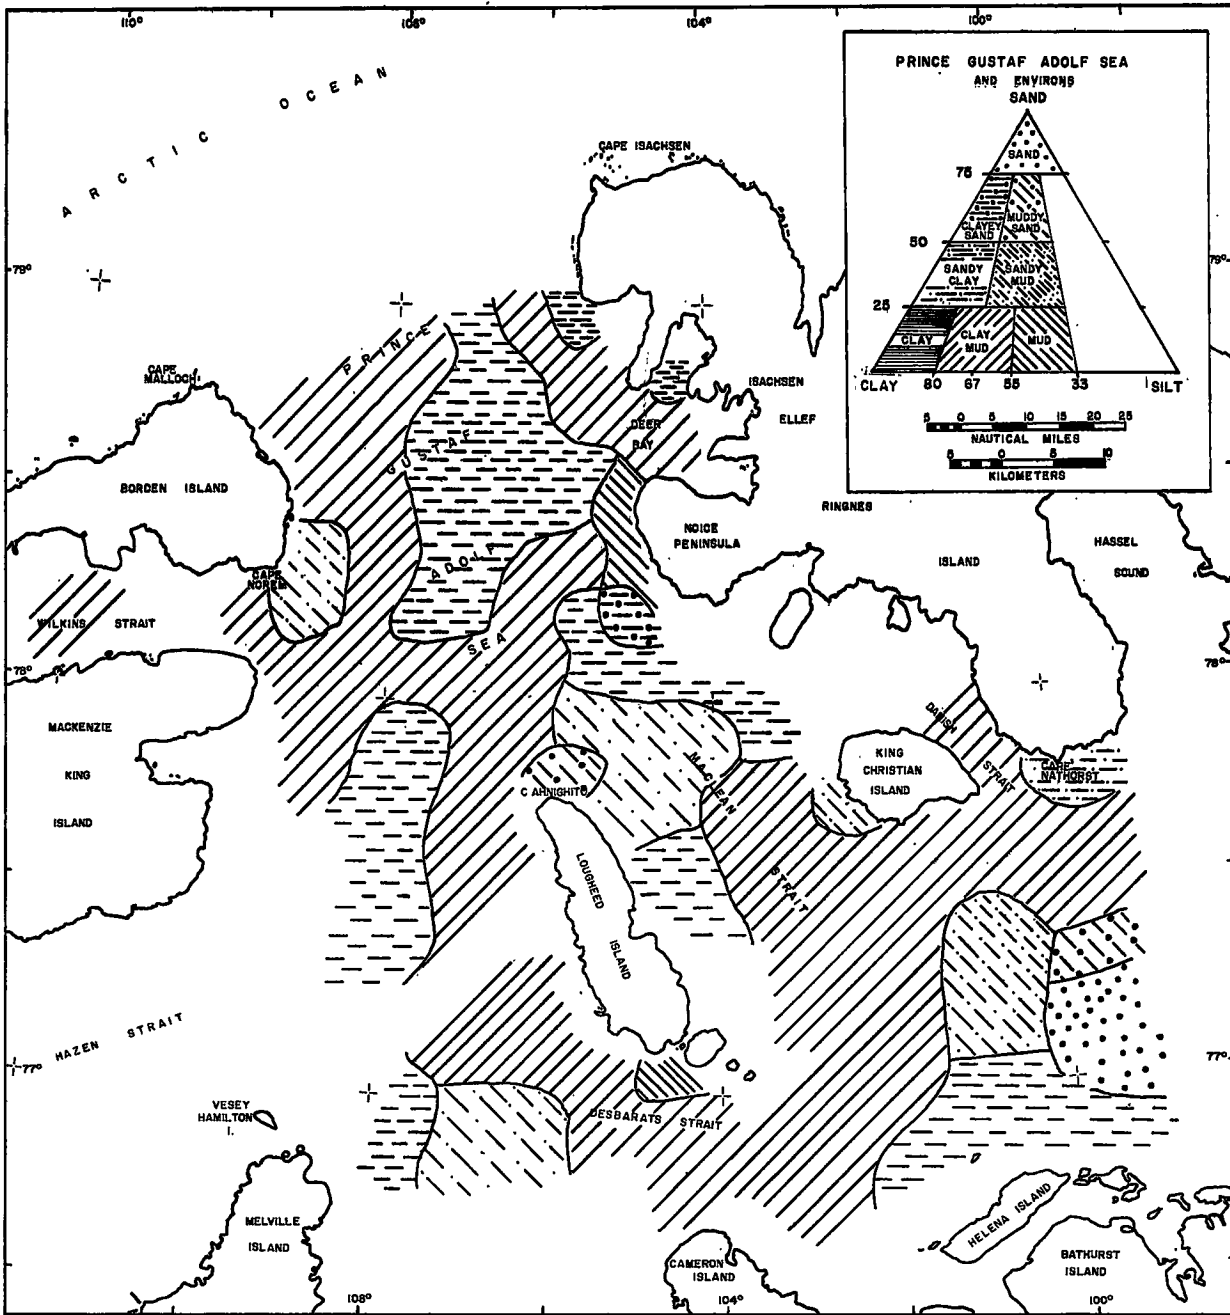 110°
106°
104°
100°
PRINCE GUSTAF ADOLF SEA
AND ENVIRONS
SAND
SAND
75
CLAYEY
SAND
MUDDY
SAND
50
SANDY
CLAY
SANDY
MUD
25
CLAY
CLAY
MUD
MUD
CLAY
80
67
55
33
SILT
5 0 5 10 15 20 25
NAUTICAL MILES
5 0 5 10
KILOMETERS
ARCTIC OCEAN
CAPE ISACHSEN
79°
79°
PRINCE
CAPE
MALLOCH
ISACHSEN
ELLEF
DEER
BAY
GUSTAF
BORDEN ISLAND
RINGNES
NOICE
PENINSULA
HASSEL
SOUND
ISLAND
ADOLF
CAPE
NOREM
WILKINS STRAIT
SEA
78°
78°
MACKENZIE
KING
ISLAND
DANISH
STRAIT
KING
CHRISTIAN
ISLAND
CAPE
NATHORST
MACLEAN
STRAIT
C AHNIGHITO
LOUGHEED
ISLAND
HAZEN STRAIT
77°
77°
VESEY
HAMILTON
I.
DESBARATS STRAIT
MELVILLE
ISLAND
HELENA ISLAND
CAMERON
ISLAND
BATHURST
ISLAND
108°
104°
100°